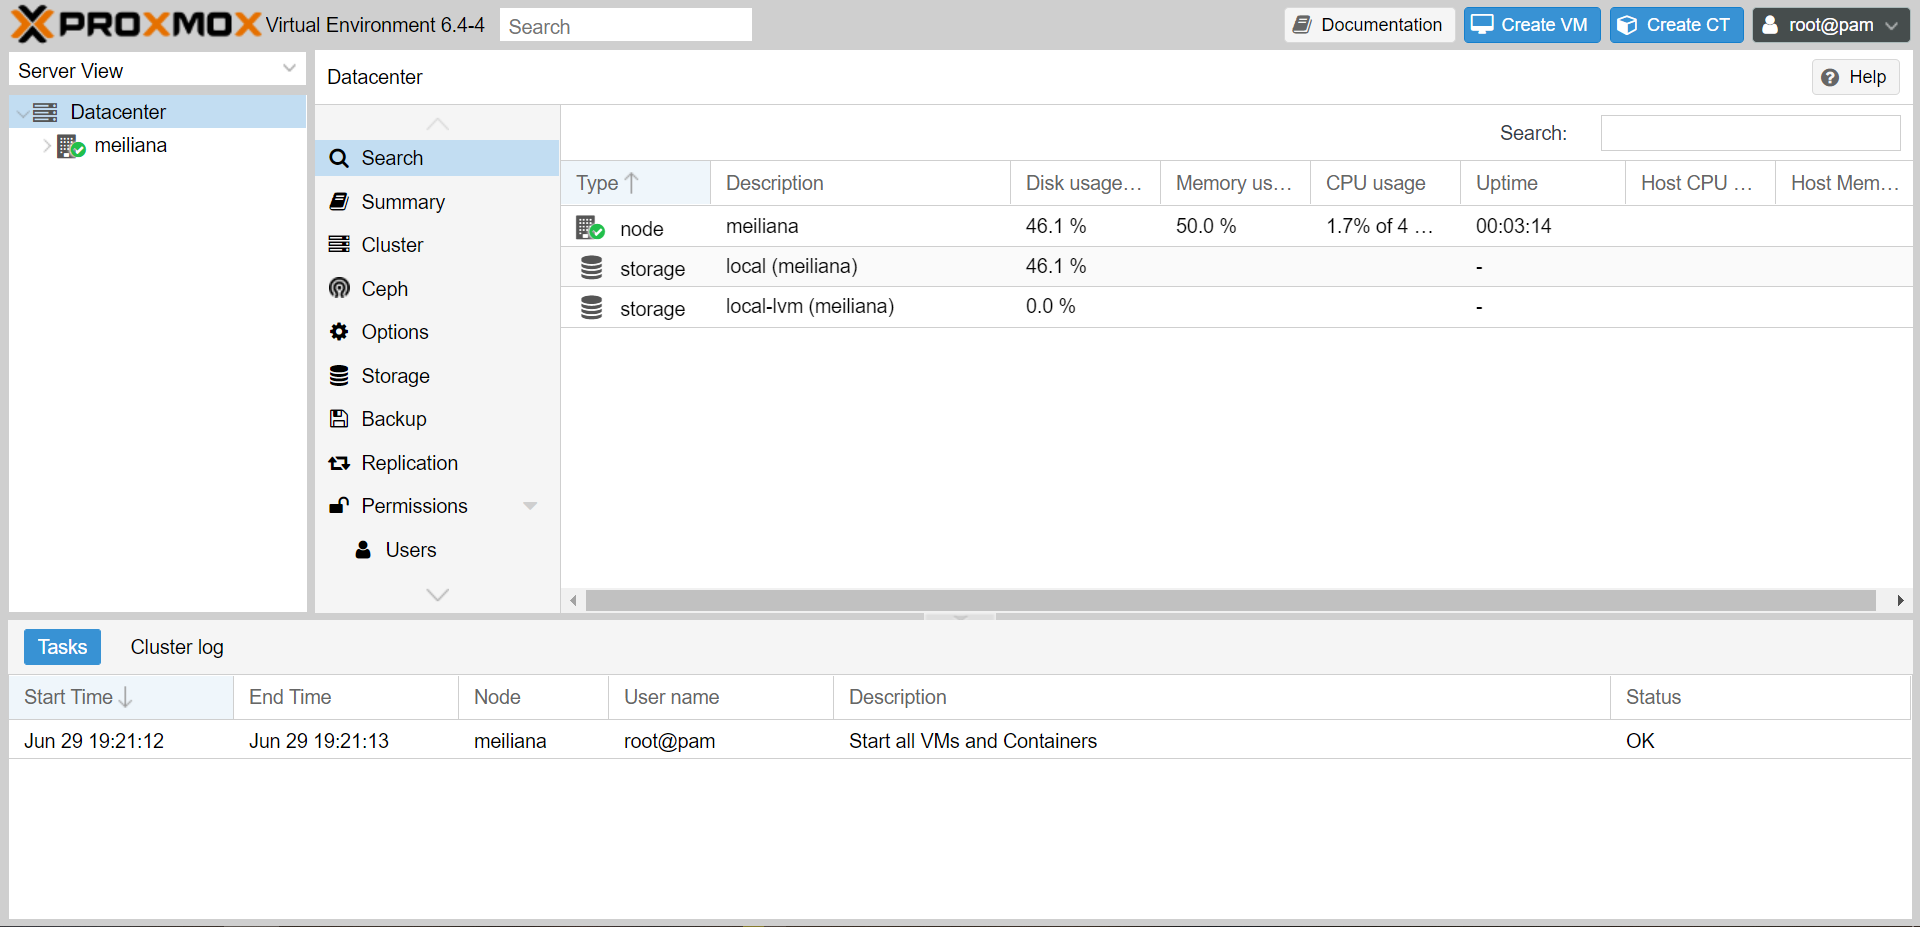 PROXMOX Virtual Environment 6.4-4 Search Documentation Create VM Create CT root@pam
Server View
Datacenter
meiliana
Datacenter Help
Search
Summary
Cluster
Ceph
Options
Storage
Backup
Replication
Permissions
Users
Search:
Type Description Disk usage... Memory us... CPU usage Uptime Host CPU ... Host Mem...
node meiliana 46.1 % 50.0 % 1.7% of 4 ... 00:03:14
storage local (meiliana) 46.1 % -
storage local-lvm (meiliana) 0.0 % -
Tasks Cluster log
Start Time End Time Node User name Description Status
Jun 29 19:21:12 Jun 29 19:21:13 meiliana root@pam Start all VMs and Containers OK